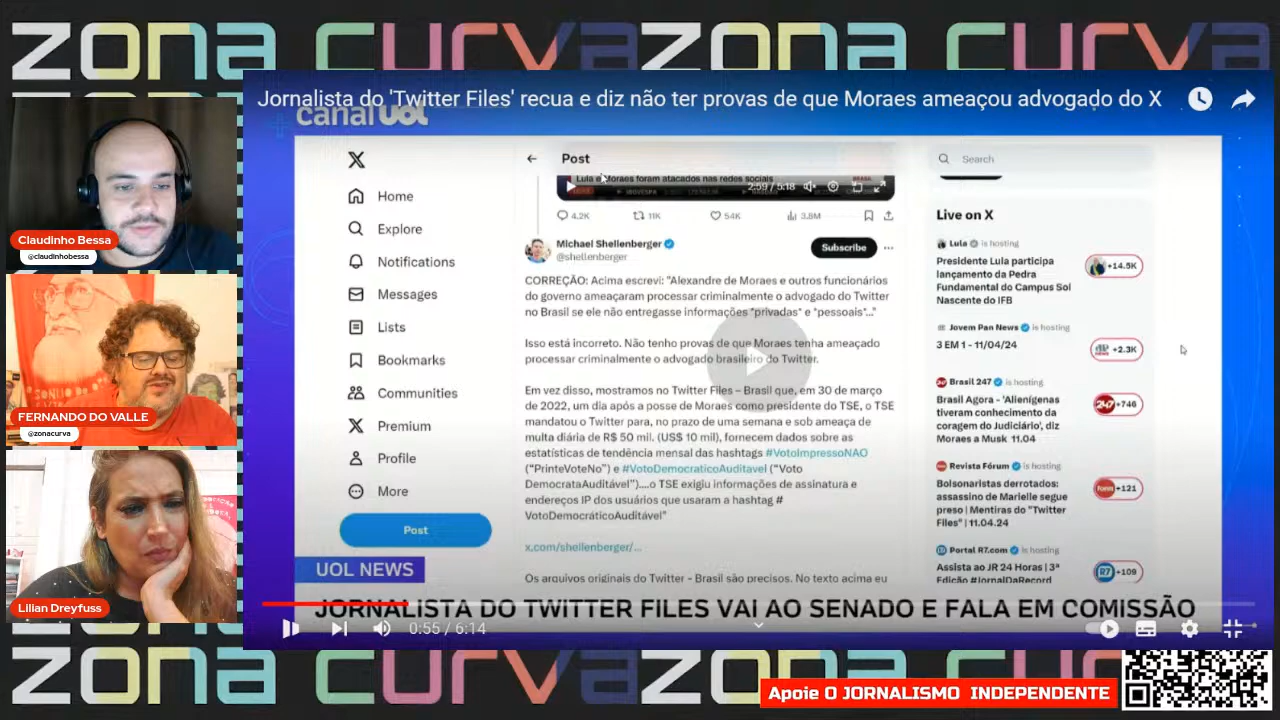 zona curva zona curva
Jornalista do 'Twitter Files' recua e diz não ter provas de que Moraes ameaçou advogado do X
canal uol
Claudinho Bessa
@claudinhobessa
FERNANDO DO VALLE
@zonacurva
Lilian Dreyfuss
Home
Explore
Notifications
Messages
Lists
Bookmarks
Communities
Premium
Profile
More
Post
Post
Lula e Moraes foram atacados nas redes sociais
2:59 / 5:18
4.2K 11K 54K 3.8M
Michael Shellenberger
@shellenberger
Subscribe
CORREÇÃO: Acima escrevi: "Alexandre de Moraes e outros funcionários
do governo ameaçaram processar criminalmente o advogado do Twitter
no Brasil se ele não entregasse informações *privadas* e *pessoais*..."
Isso está incorreto. Não tenho provas de que Moraes tenha ameaçado
processar criminalmente o advogado brasileiro do Twitter.
Em vez disso, mostramos no Twitter Files – Brasil que, em 30 de março
de 2022, um dia após a posse de Moraes como presidente do TSE, o TSE
mandatou o Twitter para, no prazo de uma semana e sob ameaça de
multa diária de R$ 50 mil. (US$ 10 mil), fornecem dados sobre as
estatísticas de tendência mensal das hashtags #VotoImpressoNAO
("PrinteVoteNo") e #VotoDemocraticoAuditavel ("Voto
DemocrataAuditável")....o TSE exigiu informações de assinatura e
endereços IP dos usuários que usaram a hashtag #
VotoDemocráticoAuditável"
x.com/shellenberger/...
Os arquivos originais do Twitter - Brasil são precisos. No texto acima eu
Search
Live on X
Lula is hosting
Presidente Lula participa
lançamento da Pedra
Fundamental do Campus Sol
Nascente do IFB
+14.5K
Jovem Pan News is hosting
3 EM 1 - 11/04/24
+2.3K
Brasil 247 is hosting
Brasil Agora - 'Alienígenas
tiveram conhecimento da
coragem do Judiciário', diz
Moraes a Musk 11.04
+746
Revista Fórum is hosting
Bolsonaristas derrotados:
assassino de Marielle segue
preso | Mentiras do "Twitter
Files" | 11.04.24
+121
Portal R7.com is hosting
Assista ao JR 24 Horas | 3ª
Edição #JornalDaRecord
+109
UOL NEWS
JORNALISTA DO TWITTER FILES VAI AO SENADO E FALA EM COMISSÃO
0:55 / 6:14
zona curva zona curva
Apoie O JORNALISMO INDEPENDENTE